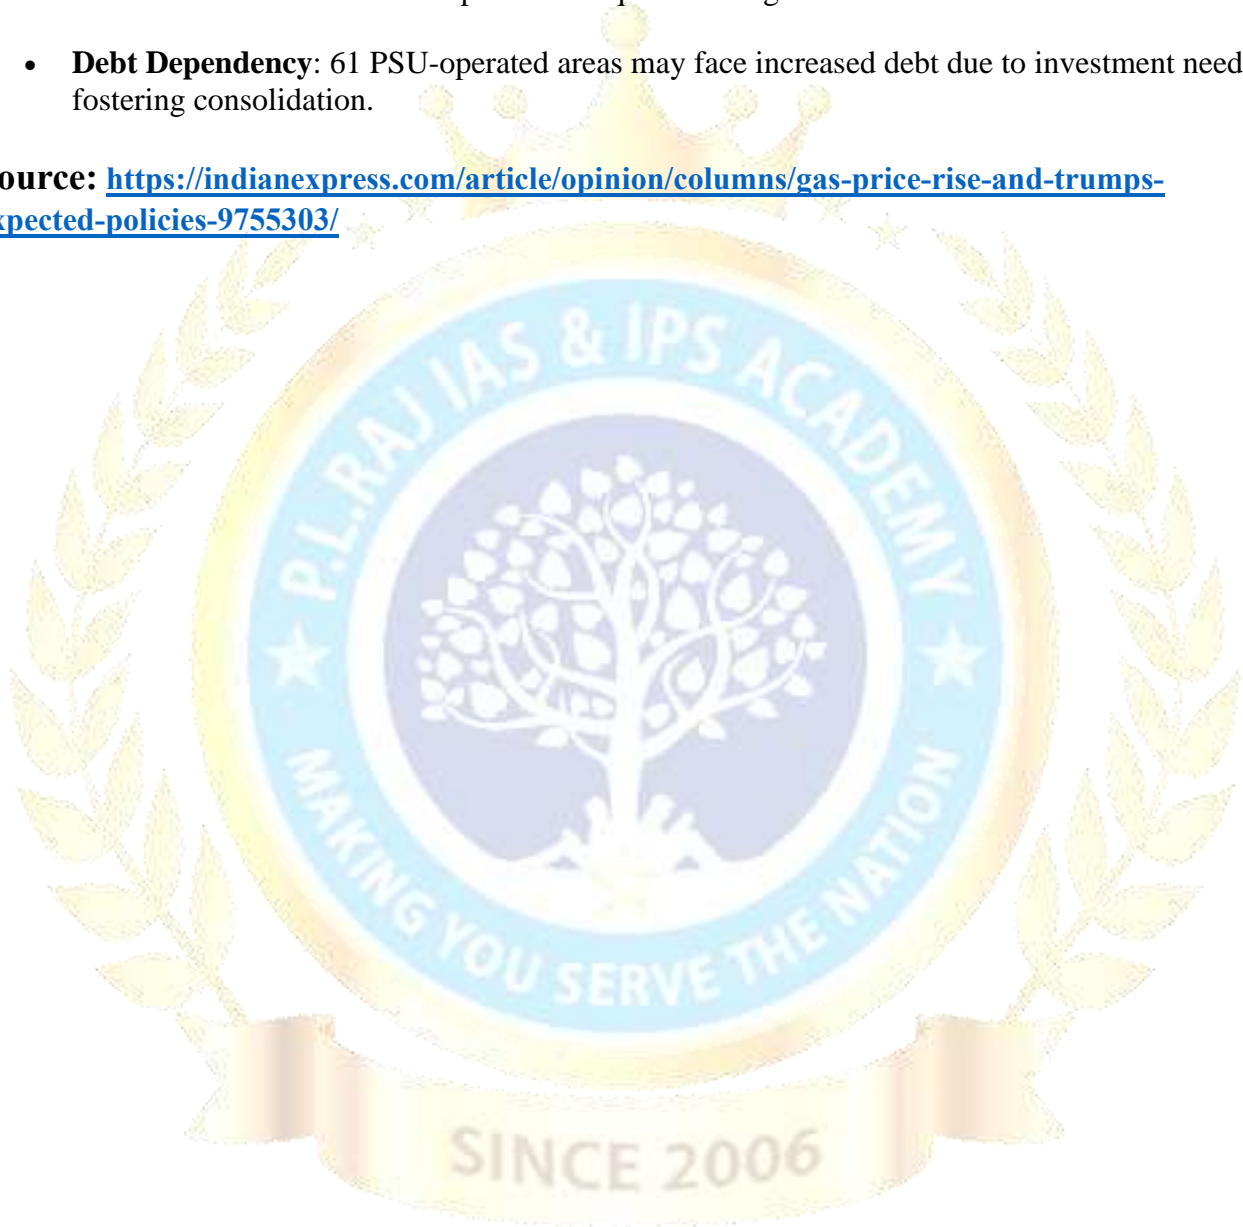 • Debt Dependency: 61 PSU-operated areas may face increased debt due to investment need
fostering consolidation.
ource: https://indianexpress.com/article/opinion/columns/gas-price-rise-and-trumps-
xpected-policies-9755303/
P.L.RAJ IAS & IPS ACADEMY
MAKING YOU SERVE THE NATION
SINCE 2006